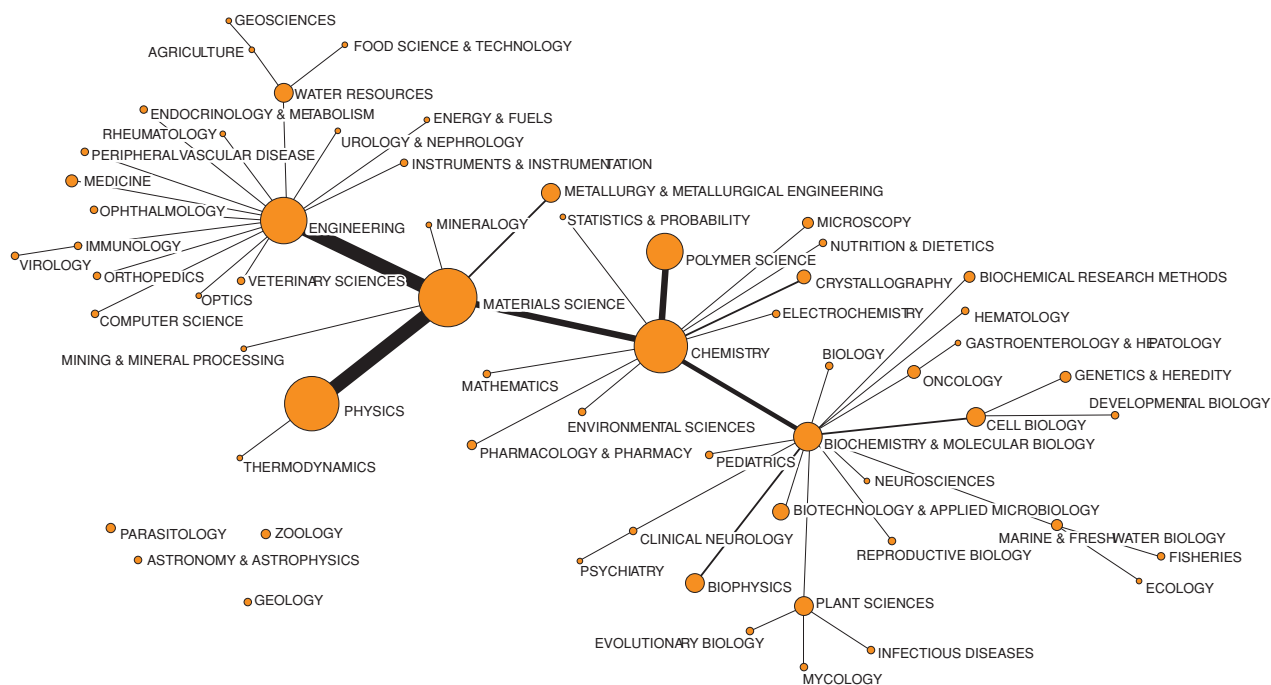 GEOSCIENCES
AGRICULTURE
FOOD SCIENCE & TECHNOLOGY
WATER RESOURCES
ENDOCRINOLOGY & METABOLISM
ENERGY & FUELS
RHEUMATOLOGY
UROLOGY & NEPHROLOGY
PERIPHERAL VASCULAR DISEASE
INSTRUMENTS & INSTRUMENTATION
MEDICINE
METALLURGY & METALLURGICAL ENGINEERING
OPHTHALMOLOGY
STATISTICS & PROBABILITY
MICROSCOPY
ENGINEERING
MINERALOGY
IMMUNOLOGY
NUTRITION & DIETETICS
VIROLOGY
POLYMER SCIENCE
ORTHOPEDICS
VETERINARY SCIENCES
CRYSTALLOGRAPHY
BIOCHEMICAL RESEARCH METHODS
OPTICS
MATERIALS SCIENCE
COMPUTER SCIENCE
ELECTROCHEMISTRY
HEMATOLOGY
GASTROENTEROLOGY & HEPATOLOGY
MINING & MINERAL PROCESSING
CHEMISTRY
BIOLOGY
MATHEMATICS
ONCOLOGY
GENETICS & HEREDITY
PHYSICS
DEVELOPMENTAL BIOLOGY
ENVIRONMENTAL SCIENCES
CELL BIOLOGY
BIOCHEMISTRY & MOLECULAR BIOLOGY
PHARMACOLOGY & PHARMACY
PEDIATRICS
THERMODYNAMICS
NEUROSCIENCES
BIOTECHNOLOGY & APPLIED MICROBIOLOGY
PARASITOLOGY
ZOOLOGY
CLINICAL NEUROLOGY
MARINE & FRESHWATER BIOLOGY
REPRODUCTIVE BIOLOGY
FISHERIES
ASTRONOMY & ASTROPHYSICS
PSYCHIATRY
BIOPHYSICS
ECOLOGY
GEOLOGY
PLANT SCIENCES
EVOLUTIONARY BIOLOGY
INFECTIOUS DISEASES
MYCOLOGY